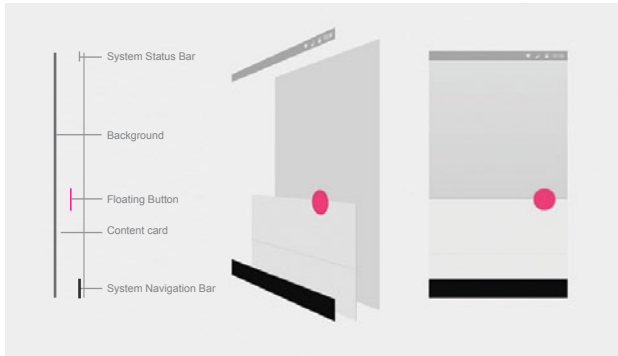 System Status Bar
Background
Floating Button
Content card
System Navigation Bar